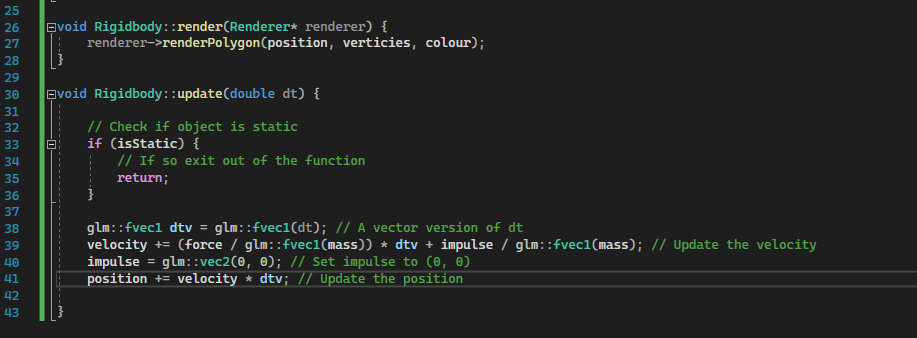 25
26 void Rigidbody::render(Renderer* renderer) {
27 renderer->renderPolygon(position, verticies, colour);
28 }
29
30 void Rigidbody::update(double dt) {
31
32 // Check if object is static
33 if (isStatic) {
34 // If so exit out of the function
35 return;
36 }
37
38 glm::fvec1 dtv = glm::fvec1(dt); // A vector version of dt
39 velocity += (force / glm::fvec1(mass)) * dtv + impulse / glm::fvec1(mass); // Update the velocity
40 impulse = glm::vec2(0, 0); // Set impulse to (0, 0)
41 position += velocity * dtv; // Update the position
42
43 }